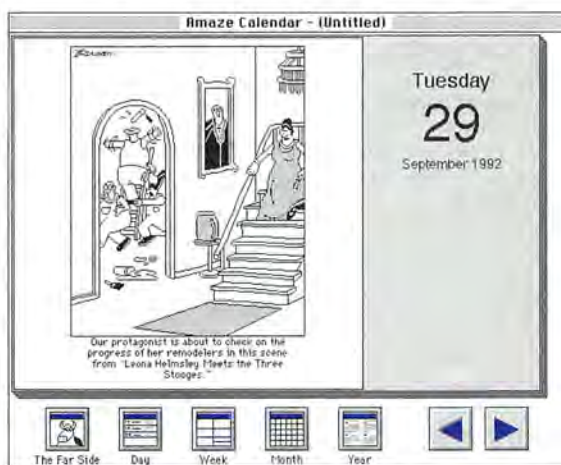 Amaze Calendar - (Untitled)
Tuesday
29
September 1992
Our protagonist is about to check on the
progress of her remodelers in this scene
from "Leona Helmsley Meets the Three
Stooges."
The Far Side
Day
Week
Month
Year